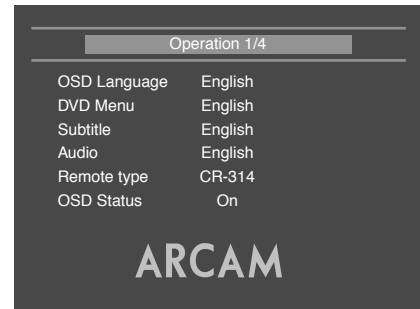 Operation 1/4
OSD Language English
DVD Menu English
Subtitle English
Audio English
Remote type CR-314
OSD Status On
ARCAM